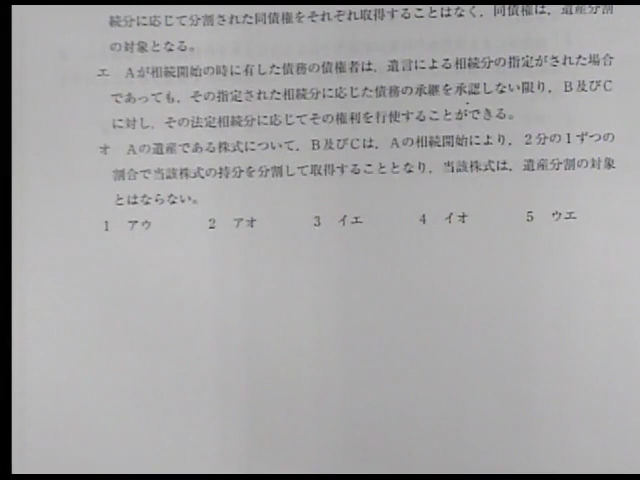 続分に応じて分割された同債権をそれぞれ取得することはなく，同債権は，遺産分割
の対象となる。
エ　Aが相続開始の時に有した債務の債権者は，遺言による相続分の指定がされた場合
であっても，その指定された相続分に応じた債務の承継を承認しない限り，B及びC
に対し，その法定相続分に応じてその権利を行使することができる。
オ　Aの遺産である株式について，B及びCは，Aの相続開始により，2分の1ずつの
割合で当該株式の持分を分割して取得することとなり，当該株式は，遺産分割の対象
とはならない。
1　アウ　2　アオ　3　イエ　4　イオ　5　ウエ